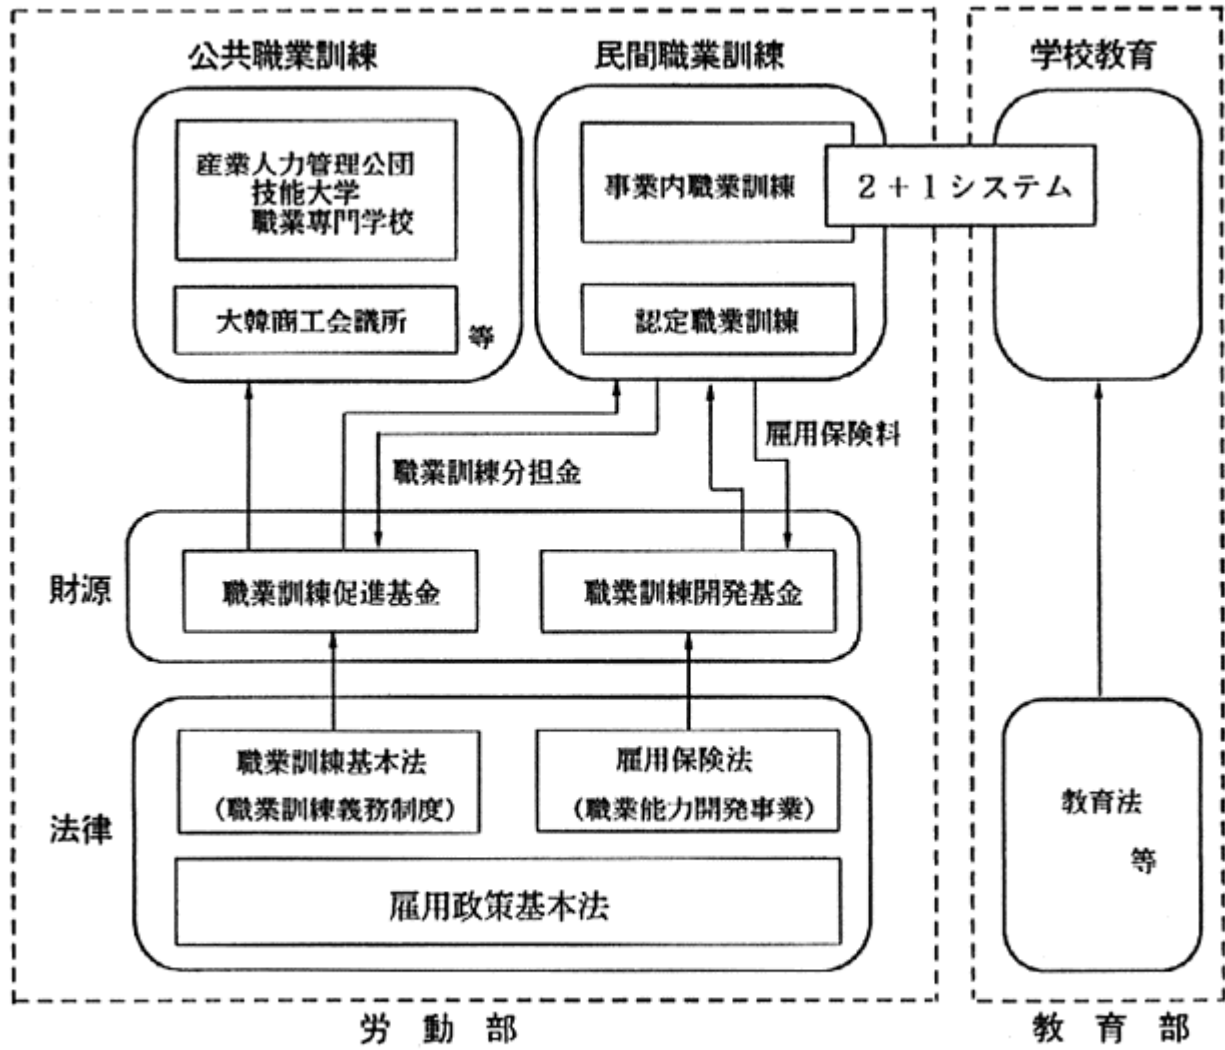 公共職業訓練
民間職業訓練
学校教育
産業人力管理公団
技能大学
職業専門学校
大韓商工会議所
等
事業内職業訓練
認定職業訓練
2+1システム
職業訓練分担金
雇用保険料
財源
職業訓練促進基金
職業訓練開発基金
法律
職業訓練基本法
(職業訓練義務制度)
雇用保険法
(職業能力開発事業)
雇用政策基本法
教育法
等
労動部
教育部